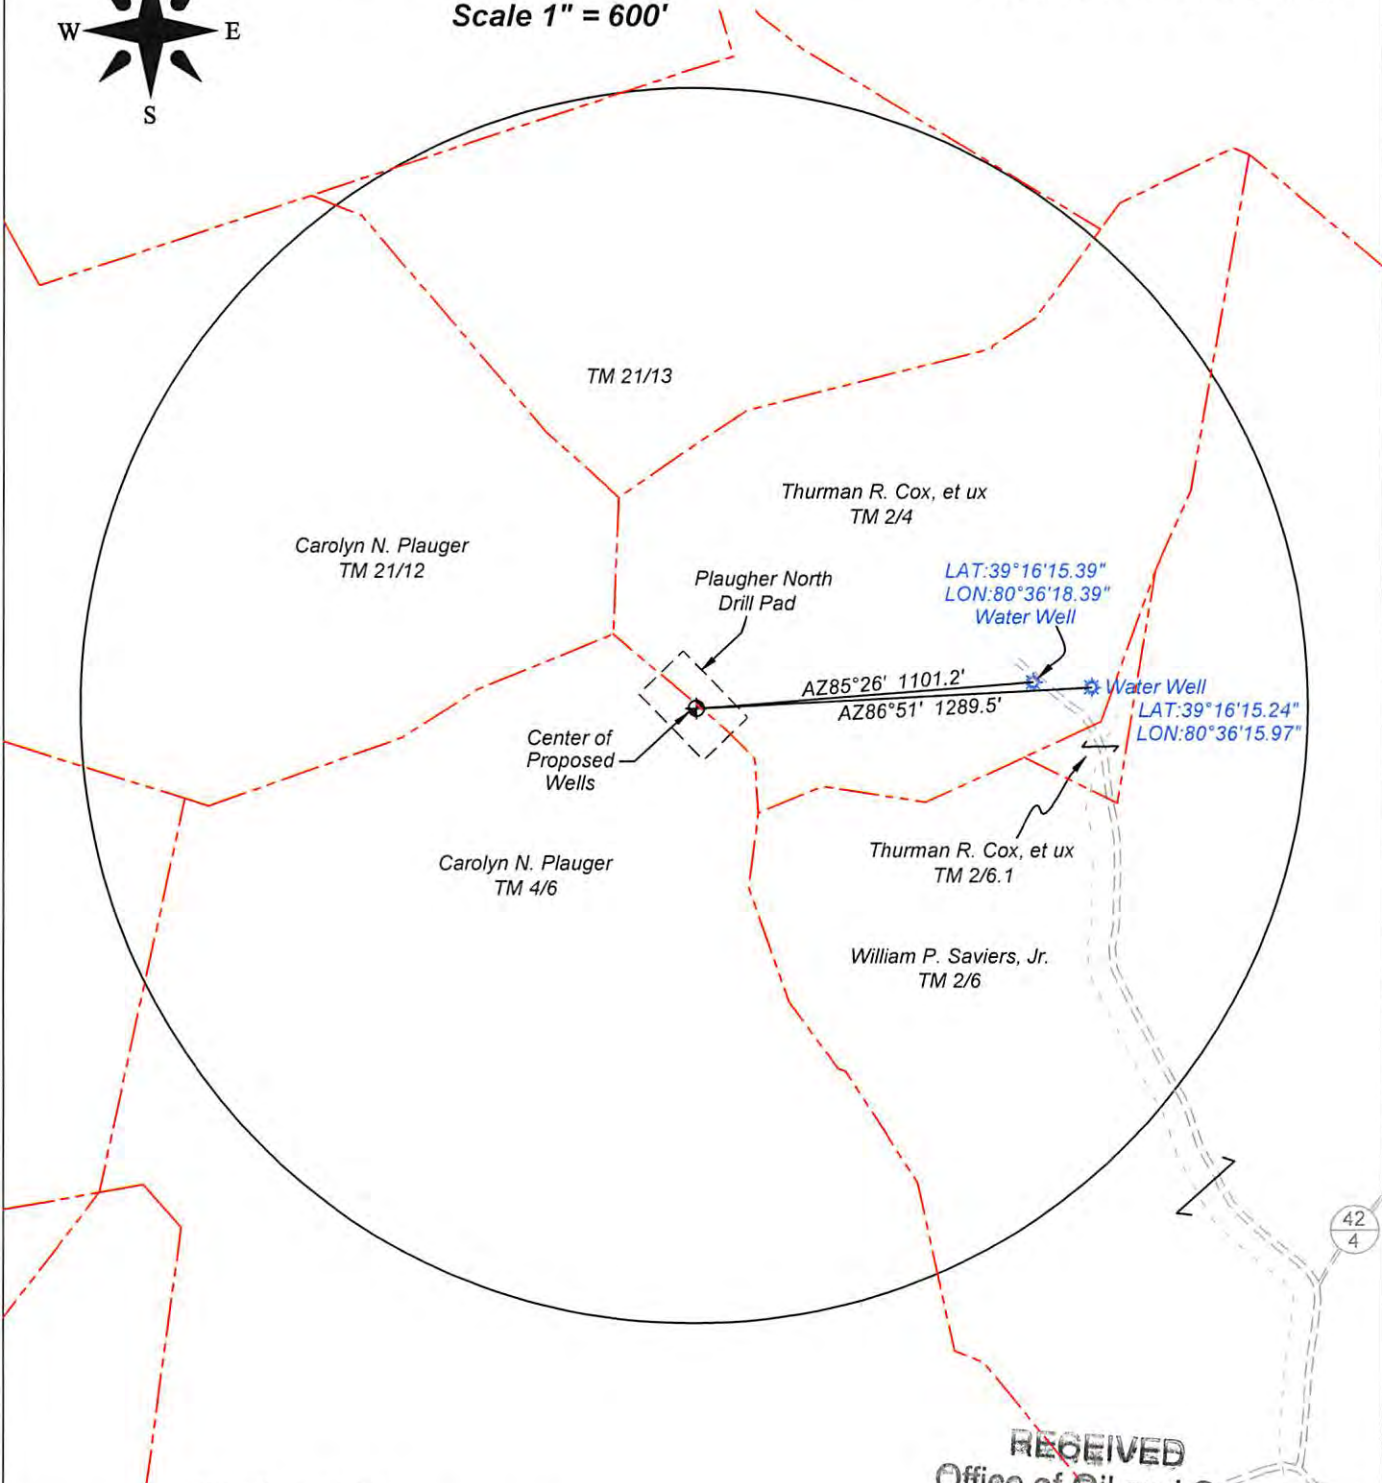 Scale 1" = 600'
W
E
S
TM 21/13
Thurman R. Cox, et ux
TM 2/4
Carolyn N. Plauger
TM 21/12
Plaugher North
Drill Pad
LAT:39°16'15.39"
LON:80°36'18.39"
Water Well
AZ85°26' 1101.2'
AZ86°51' 1289.5'
Water Well
LAT:39°16'15.24"
LON:80°36'15.97"
Center of
Proposed
Wells
Carolyn N. Plauger
TM 4/6
Thurman R. Cox, et ux
TM 2/6.1
William P. Saviers, Jr.
TM 2/6
42
4
RECEIVED
Office of Oil and